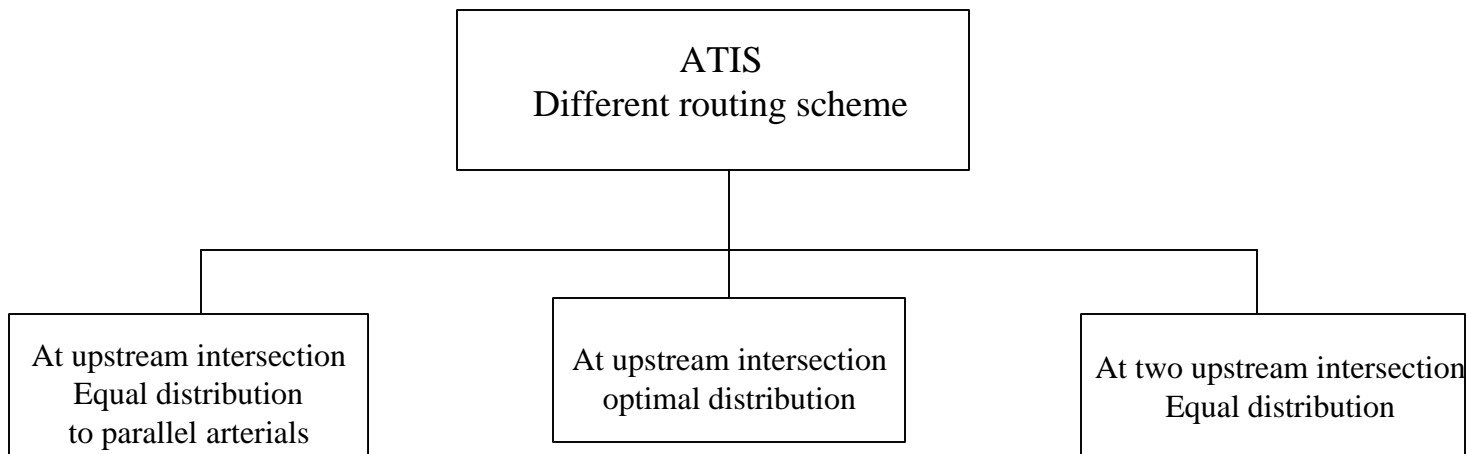 ATIS
Different routing scheme
At upstream intersection
Equal distribution
to parallel arterials
At upstream intersection
optimal distribution
At two upstream intersection
Equal distribution